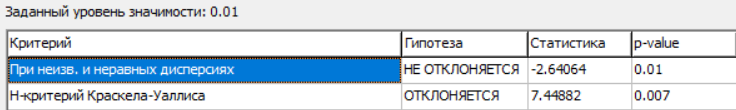 Заданный уровень значимости: 0.01
Критерий Гипотеза Статистика p-value
При неизв. и неравных дисперсиях НЕ ОТКЛОНЯЕТСЯ -2.64064 0.01
Н-критерий Краскела-Уаллиса ОТКЛОНЯЕТСЯ 7.44882 0.007